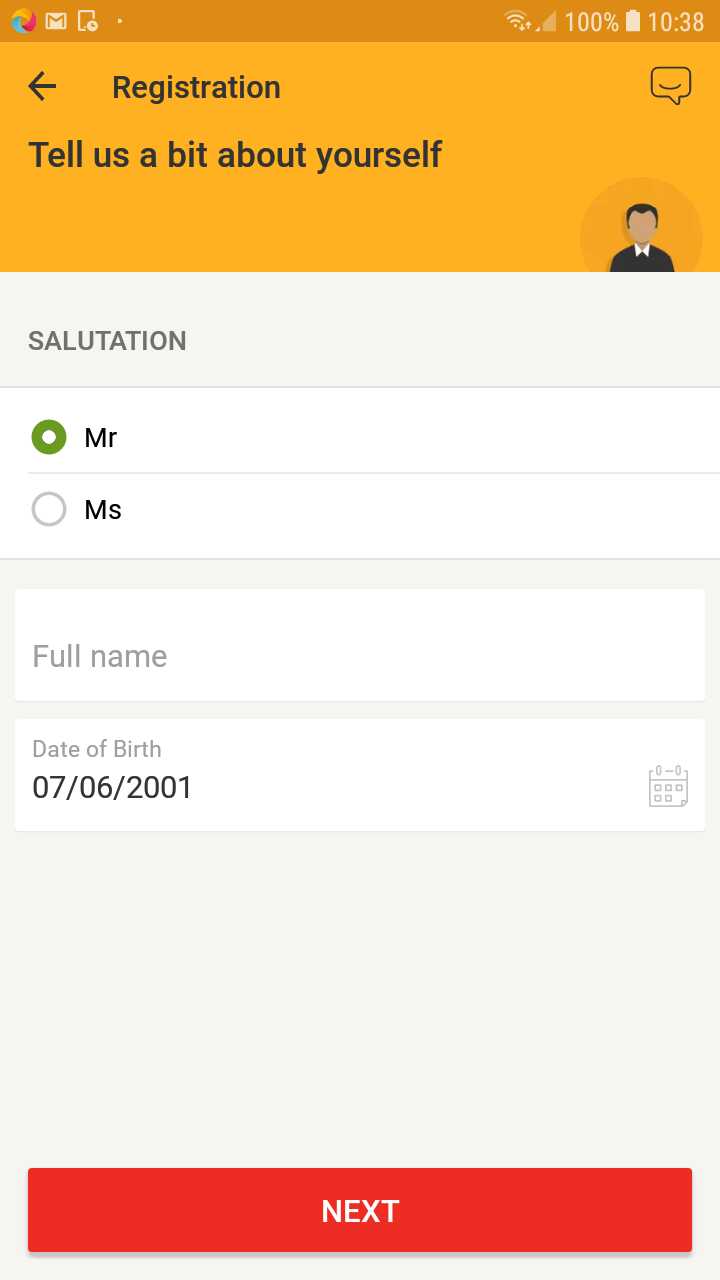 100% 10:38
Registration
Tell us a bit about yourself
SALUTATION
Mr
Ms
Full name
Date of Birth
07/06/2001
NEXT